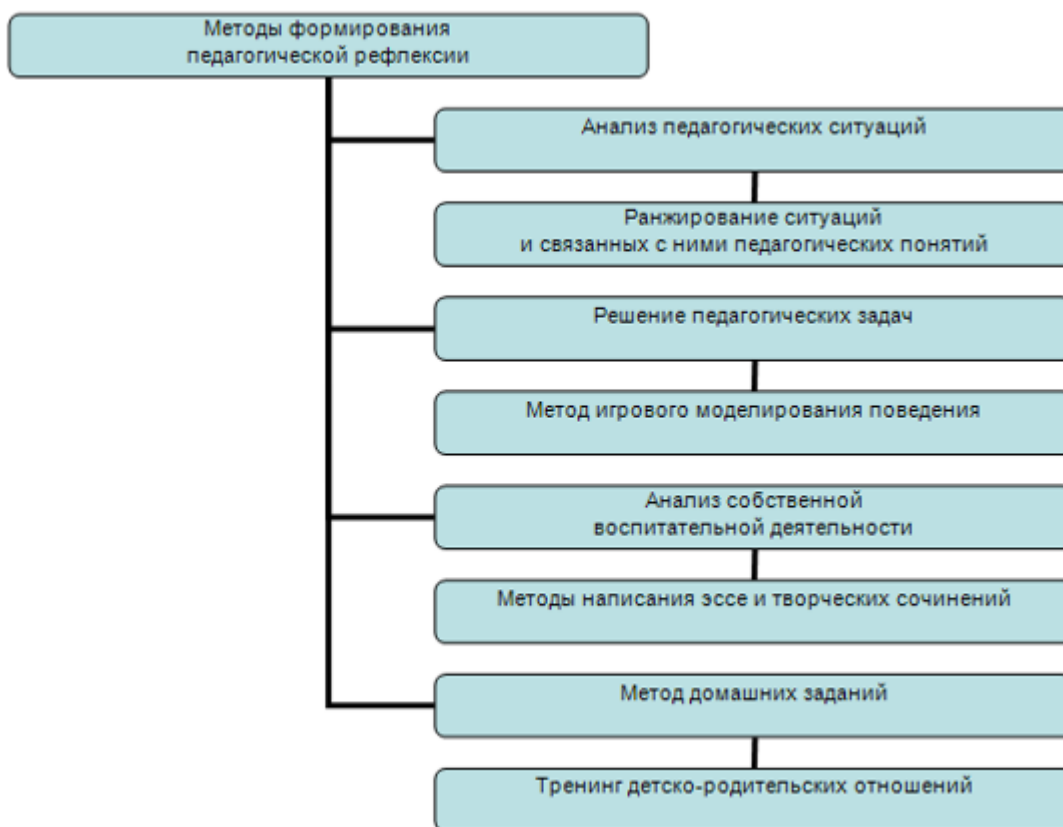 Методы формирования
педагогической рефлексии
Анализ педагогических ситуаций
Ранжирование ситуаций
и связанных с ними педагогических понятий
Решение педагогических задач
Метод игрового моделирования поведения
Анализ собственной
воспитательной деятельности
Методы написания эссе и творческих сочинений
Метод домашних заданий
Тренинг детско-родительских отношений